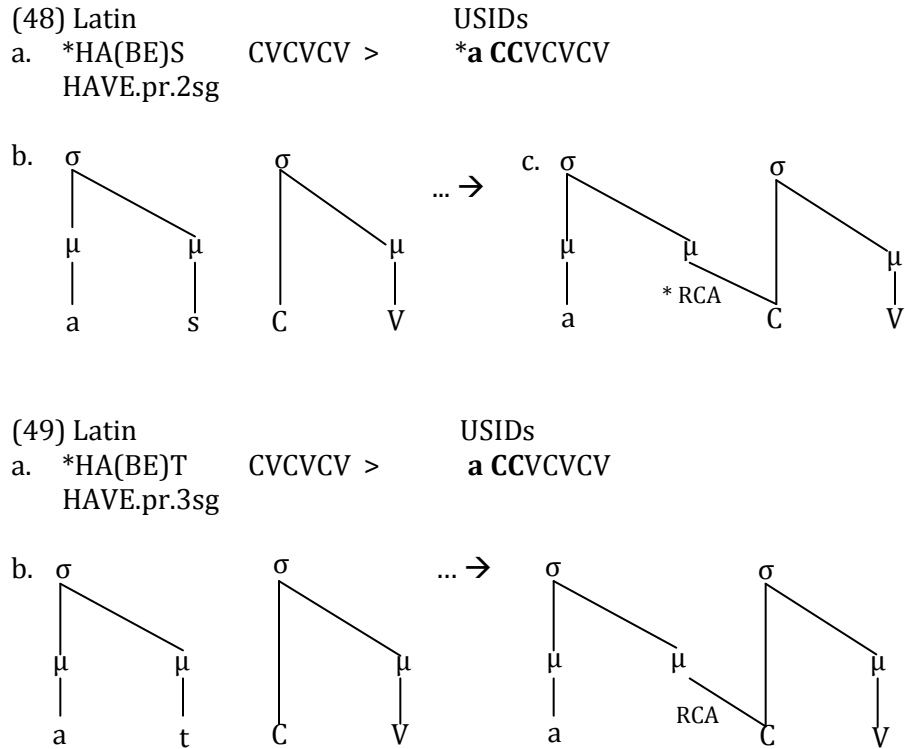 (48) Latin USIDs
a. *HA(BE)S CVCVCV > *a CCVCVCV
HAVE.pr.2sg
b. σ σ ... → c. σ σ
μ μ μ μ μ μ
* RCA
a s C V a C V
(49) Latin USIDs
a. *HA(BE)T CVCVCV > a CCVCVCV
HAVE.pr.3sg
b. σ σ ... → σ σ
μ μ μ μ μ μ
RCA
a t C V a C V